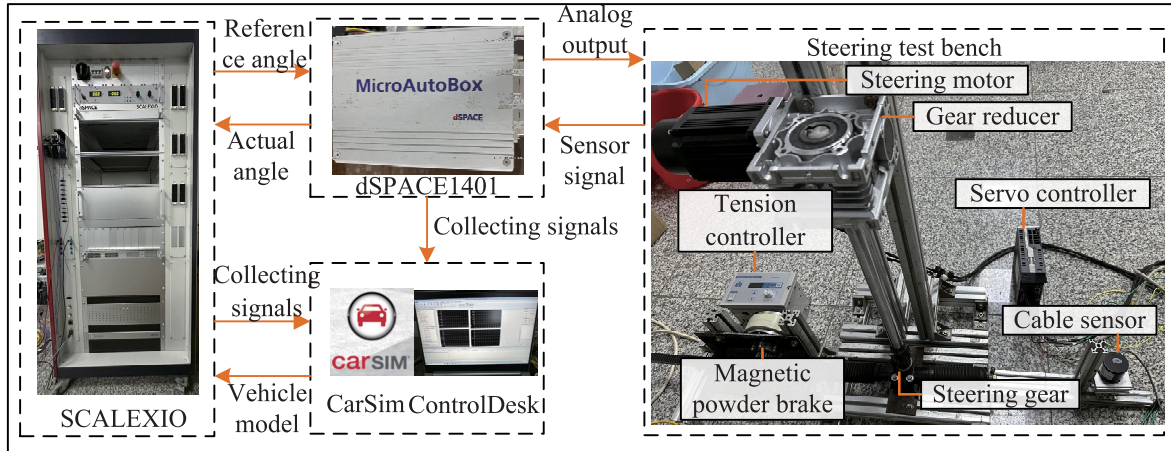 Referen
ce angle
Actual
angle
dSPACE
SCALEXIO
SCALEXIO
MicroAutoBox
dSPACE
dSPACE1401
Analog
output
Sensor
signal
Collecting signals
Collecting
signals
Vehicle
model
carSIM
CarSim
ControlDesk
Steering test bench
Steering motor
Gear reducer
Servo controller
Tension
controller
Cable sensor
Magnetic
powder brake
Steering gear